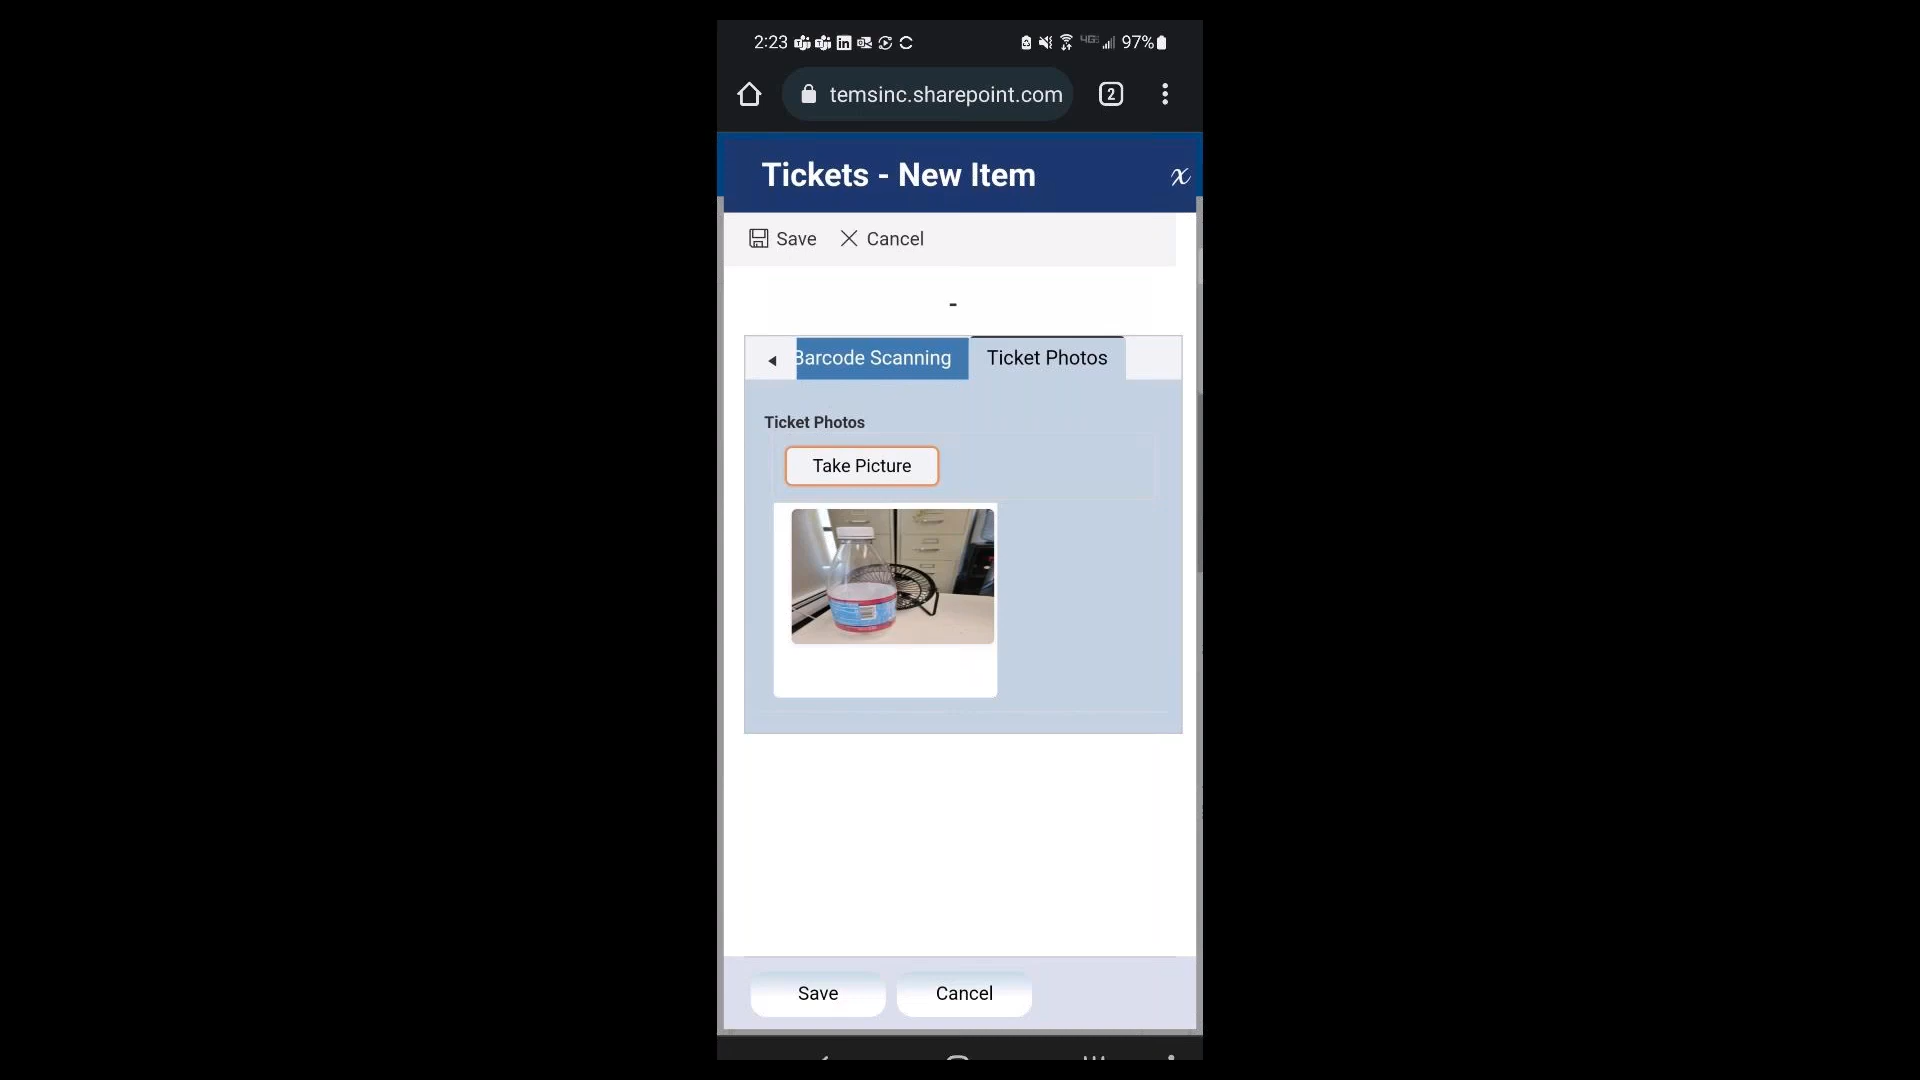 2:23 97%
temsinc.sharepoint.com 2
Tickets - New Item x
Save Cancel
-
Barcode Scanning Ticket Photos
Ticket Photos
Take Picture
Save Cancel